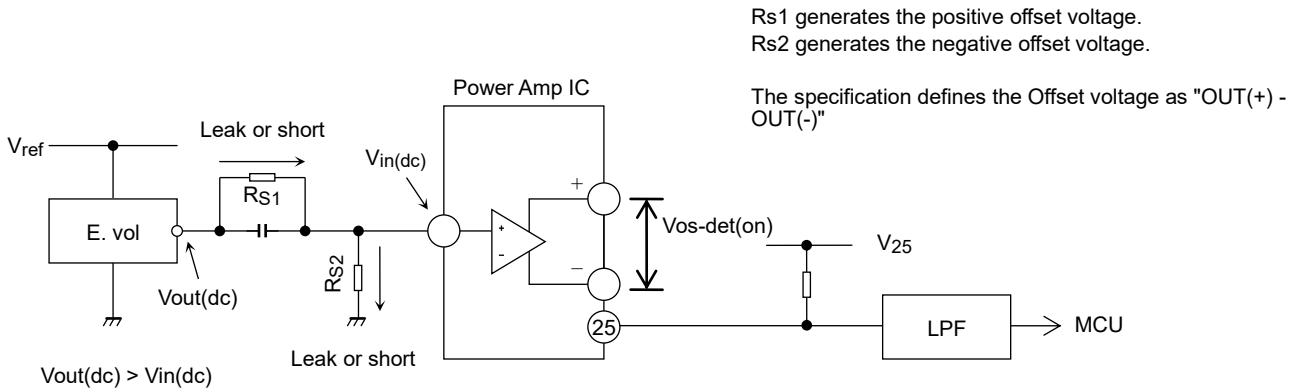 Rs1 generates the positive offset voltage.
Rs2 generates the negative offset voltage.
The specification defines the Offset voltage as "OUT(+) -
OUT(-)"
Power Amp IC
Leak or short
Vref
Vin(dc)
RS1
+
E. vol
+
-
Vos-det(on)
V25
RS2
−
Vout(dc)
25
LPF
MCU
Leak or short
Vout(dc) > Vin(dc)